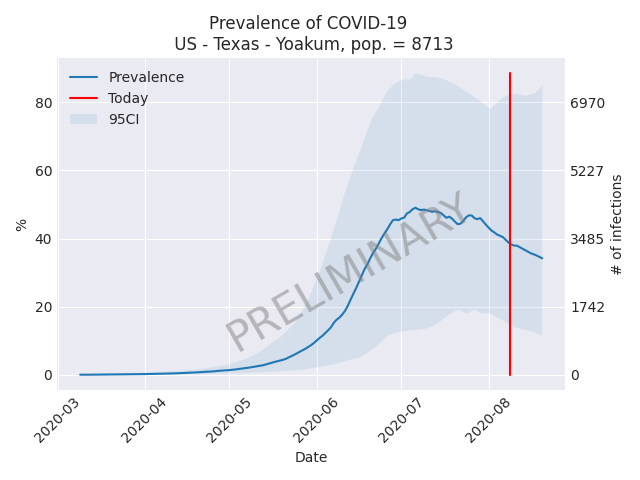 Prevalence of COVID-19
US - Texas - Yoakum, pop. = 8713
Prevalence
Today
95CI
PRELIMINARY
%
80
60
40
20
0
6970
5227
3485
1742
0
# of infections
2020-03
2020-04
2020-05
2020-06
2020-07
2020-08
Date